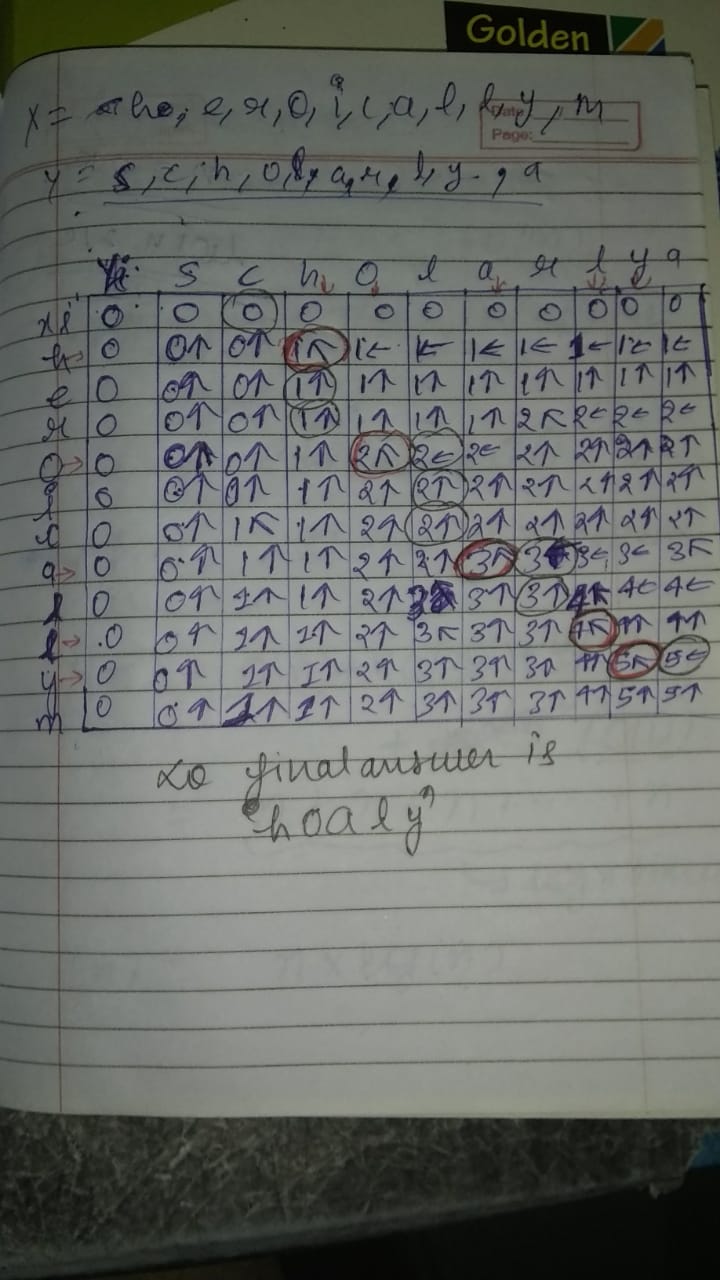 Golden
X = h, e, r, o, i, c, a, l, l, y, m
Date
Page:
y = s, c, h, o, l, a, r, l, y, a
s c h o l a r l y a
xi 0 0 0 0 0 0 0 0 0 0 0
h 0 0↑ 0↑ 1↖ 1← 1← 1← 1← 1← 1← 1←
e 0 0↑ 0↑ 1↑ 1↑ 1↑ 1↑ 1↑ 1↑ 1↑ 1↑
r 0 0↑ 0↑ 1↑ 1↑ 1↑ 1↑ 2↖ 2← 2← 2←
o 0 0↑ 0↑ 1↑ 2↖ 2← 2← 2↑ 2↑ 2↑ 2↑
i 0 0↑ 0↑ 1↑ 2↑ 2↑ 2↑ 2↑ 2↑ 2↑ 2↑
c 0 0↑ 1↖ 1↑ 2↑ 2↑ 2↑ 2↑ 2↑ 2↑ 2↑
a 0 0↑ 1↑ 1↑ 2↑ 2↑ 3↖ 3← 3← 3← 3↖
l 0 0↑ 1↑ 1↑ 2↑ 3↖ 3↑ 3↑ 4↖ 4← 4←
l 0 0↑ 1↑ 1↑ 2↑ 3↖ 3↑ 3↑ 4↖ 4↑ 4↑
y 0 0↑ 1↑ 1↑ 2↑ 3↑ 3↑ 3↑ 4↑ 5↖ 5←
m 0 0↑ 1↑ 1↑ 2↑ 3↑ 3↑ 3↑ 4↑ 5↑ 5↑
so final answer is
"hoaly"